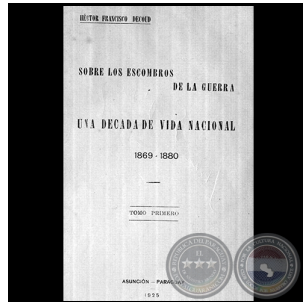 HÉCTOR FRANCISCO DECOUD
SOBRE LOS ESCOMBROS
DE LA GUERRA
UNA DECADA DE VIDA NACIONAL
1869 - 1880
TOMO PRIMERO
ASUNCIÓN - PARAGUAY
1925